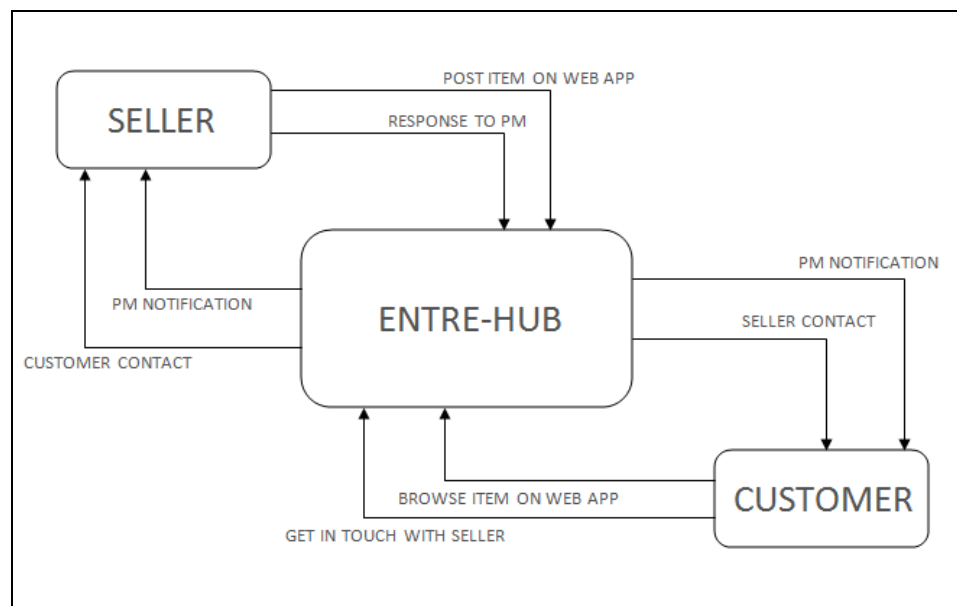 POST ITEM ON WEB APP
SELLER
RESPONSE TO PM
PM NOTIFICATION
PM NOTIFICATION
ENTRE-HUB
SELLER CONTACT
CUSTOMER CONTACT
BROWSE ITEM ON WEB APP
CUSTOMER
GET IN TOUCH WITH SELLER